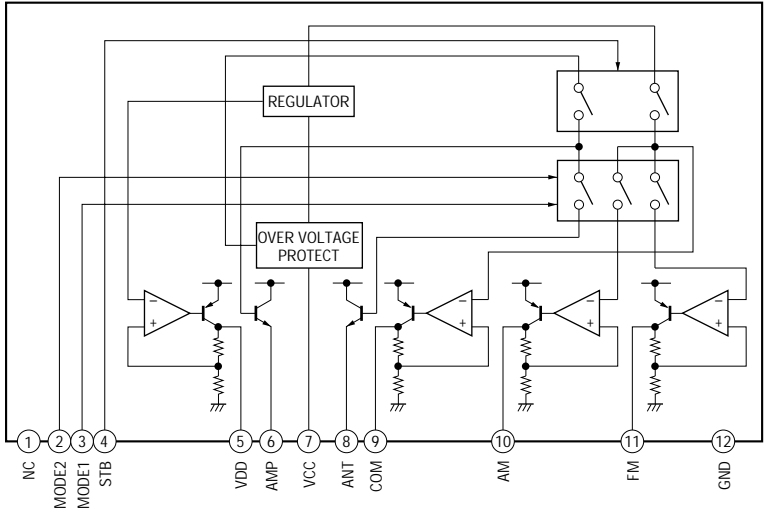 REGULATOR
OVER VOLTAGE
PROTECT
− + − + − + − +
1 2 3 4 5 6 7 8 9 10 11 12
NC MODE2 MODE1 STB VDD AMP VCC ANT COM AM FM GND